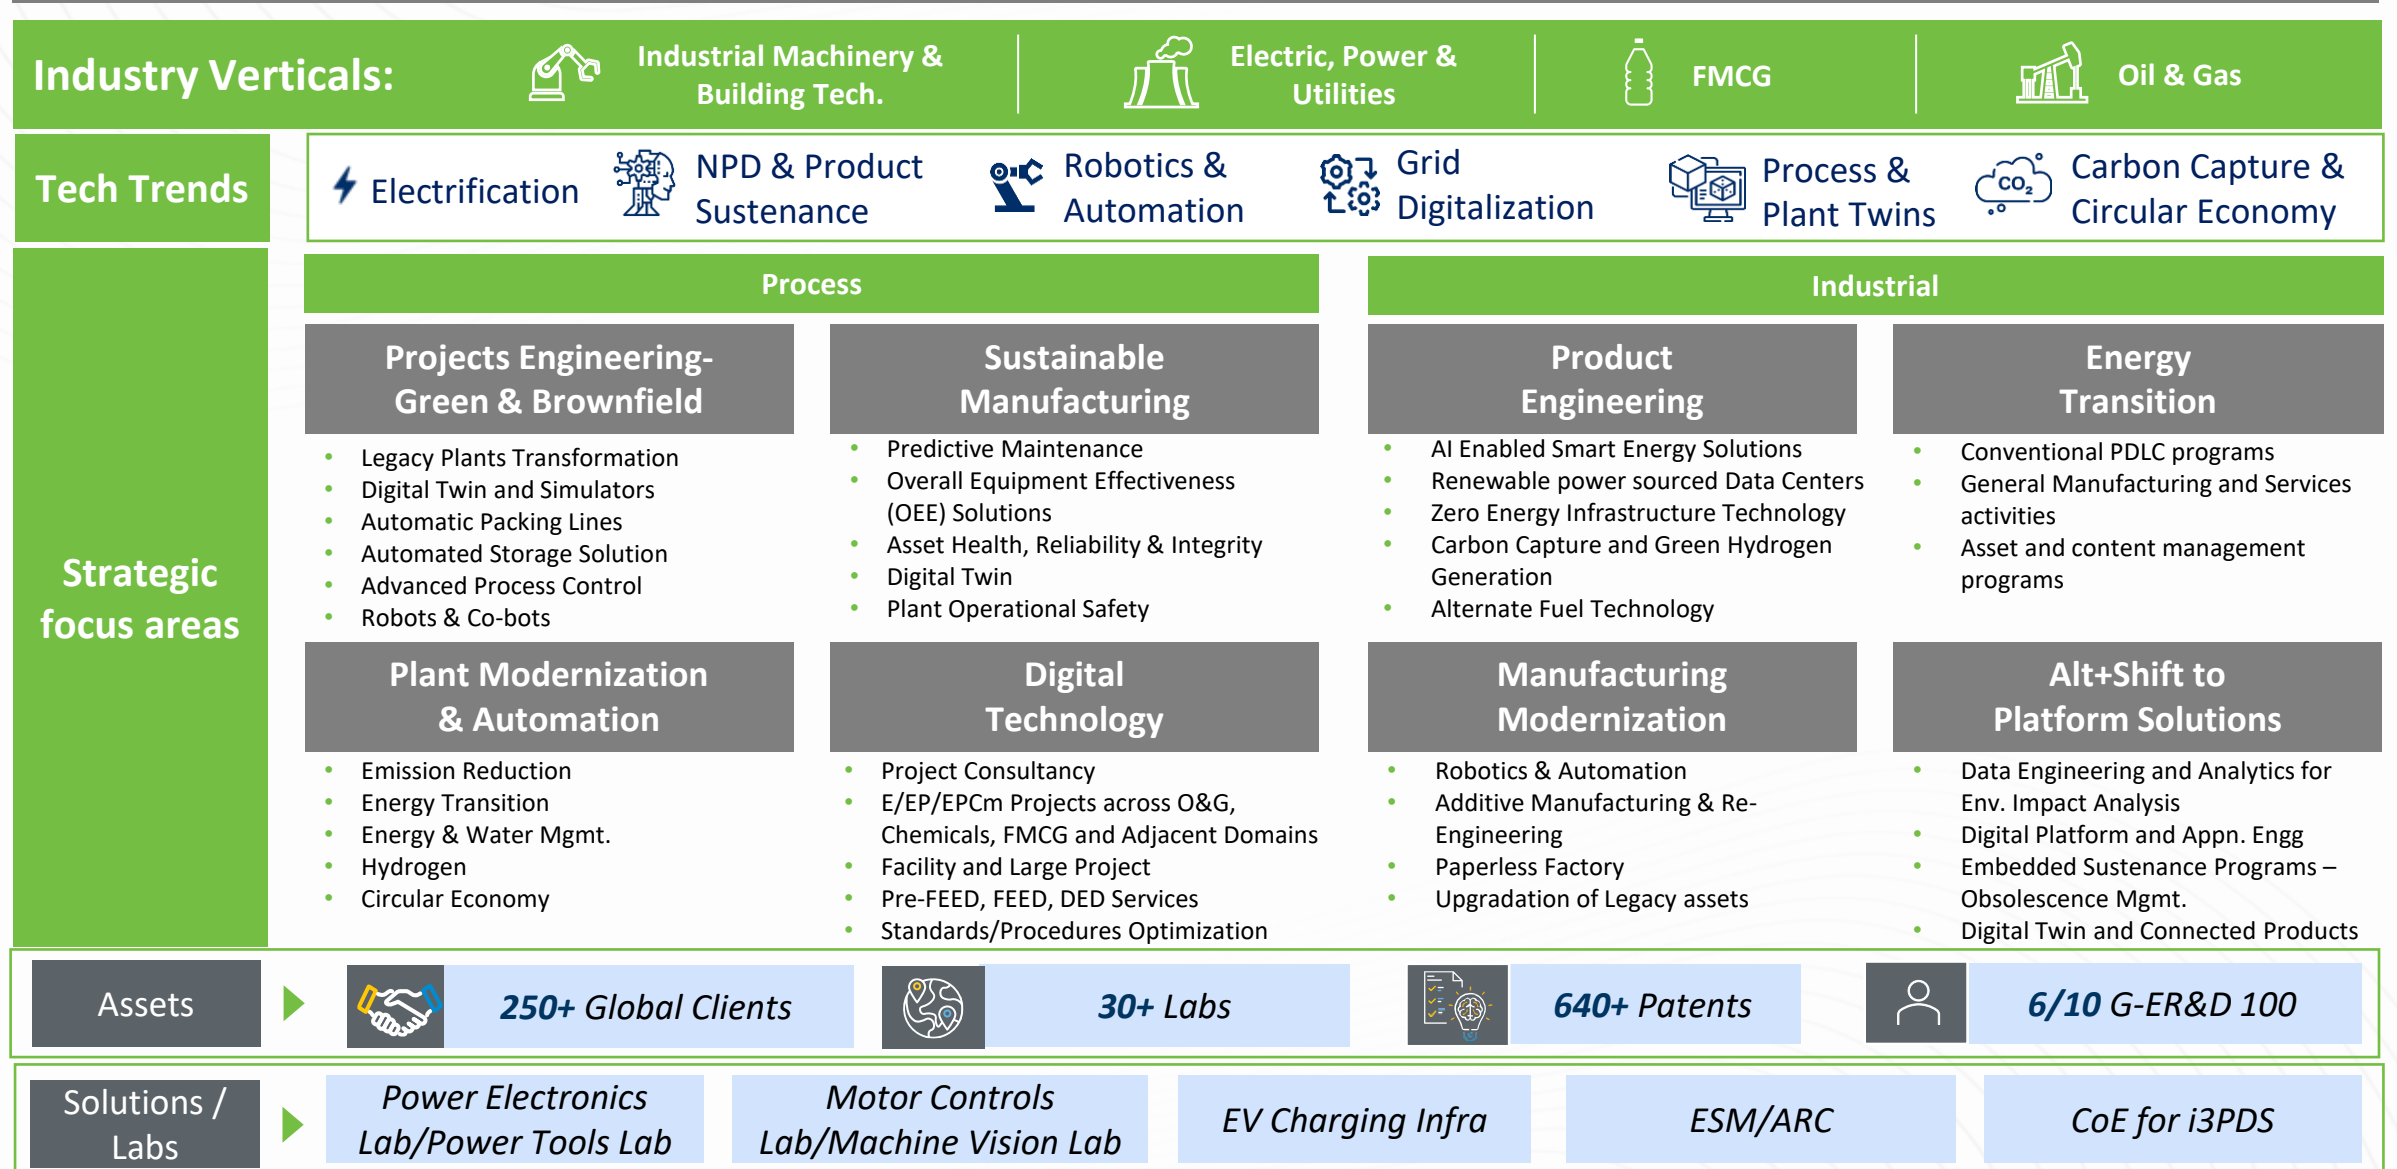 Industry Verticals:
Industrial Machinery &
Building Tech.
Electric, Power &
Utilities
FMCG
Oil & Gas
Tech Trends
Electrification
NPD & Product
Sustenance
Robotics &
Automation
Grid
Digitalization
Process &
Plant Twins
CO2
Carbon Capture &
Circular Economy
Strategic
focus areas
Process
Projects Engineering-
Green & Brownfield
• Legacy Plants Transformation
• Digital Twin and Simulators
• Automatic Packing Lines
• Automated Storage Solution
• Advanced Process Control
• Robots & Co-bots
Sustainable
Manufacturing
• Predictive Maintenance
• Overall Equipment Effectiveness
(OEE) Solutions
• Asset Health, Reliability & Integrity
• Digital Twin
• Plant Operational Safety
Plant Modernization
& Automation
• Emission Reduction
• Energy Transition
• Energy & Water Mgmt.
• Hydrogen
• Circular Economy
Digital
Technology
• Project Consultancy
• E/EP/EPCm Projects across O&G,
Chemicals, FMCG and Adjacent Domains
• Facility and Large Project
• Pre-FEED, FEED, DED Services
• Standards/Procedures Optimization
Industrial
Product
Engineering
• AI Enabled Smart Energy Solutions
• Renewable power sourced Data Centers
• Zero Energy Infrastructure Technology
• Carbon Capture and Green Hydrogen
Generation
• Alternate Fuel Technology
Energy
Transition
• Conventional PDLC programs
• General Manufacturing and Services
activities
• Asset and content management
programs
Manufacturing
Modernization
• Robotics & Automation
• Additive Manufacturing & Re-
Engineering
• Paperless Factory
• Upgradation of Legacy assets
Alt+Shift to
Platform Solutions
• Data Engineering and Analytics for
Env. Impact Analysis
• Digital Platform and Appn. Engg
• Embedded Sustenance Programs –
Obsolescence Mgmt.
• Digital Twin and Connected Products
Assets
250+ Global Clients
30+ Labs
640+ Patents
6/10 G-ER&D 100
Solutions /
Labs
Power Electronics
Lab/Power Tools Lab
Motor Controls
Lab/Machine Vision Lab
EV Charging Infra
ESM/ARC
CoE for i3PDS